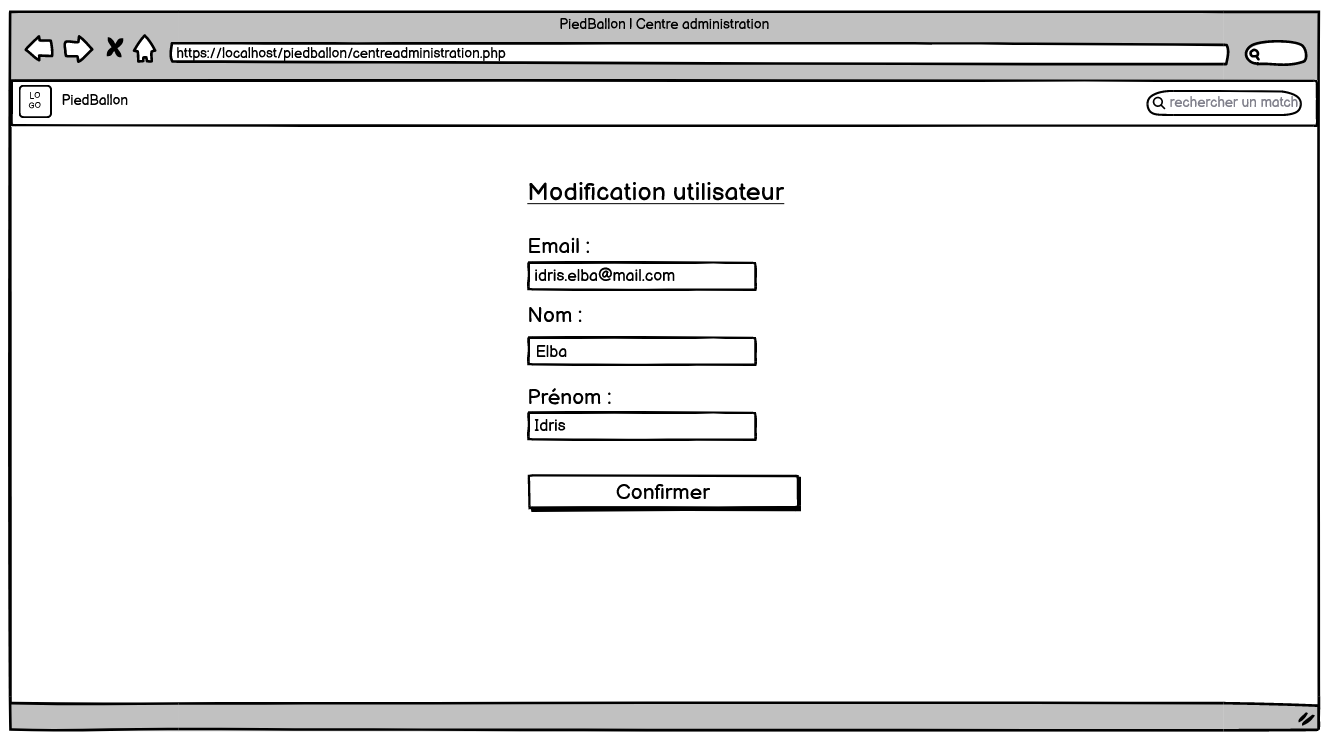 PiedBallon | Centre administration
https://localhost/piedballon/centreadministration.php
LO
GO
PiedBallon
rechercher un match
Modification utilisateur
Email :
idris.elba@mail.com
Nom :
Elba
Prénom :
Idris
Confirmer